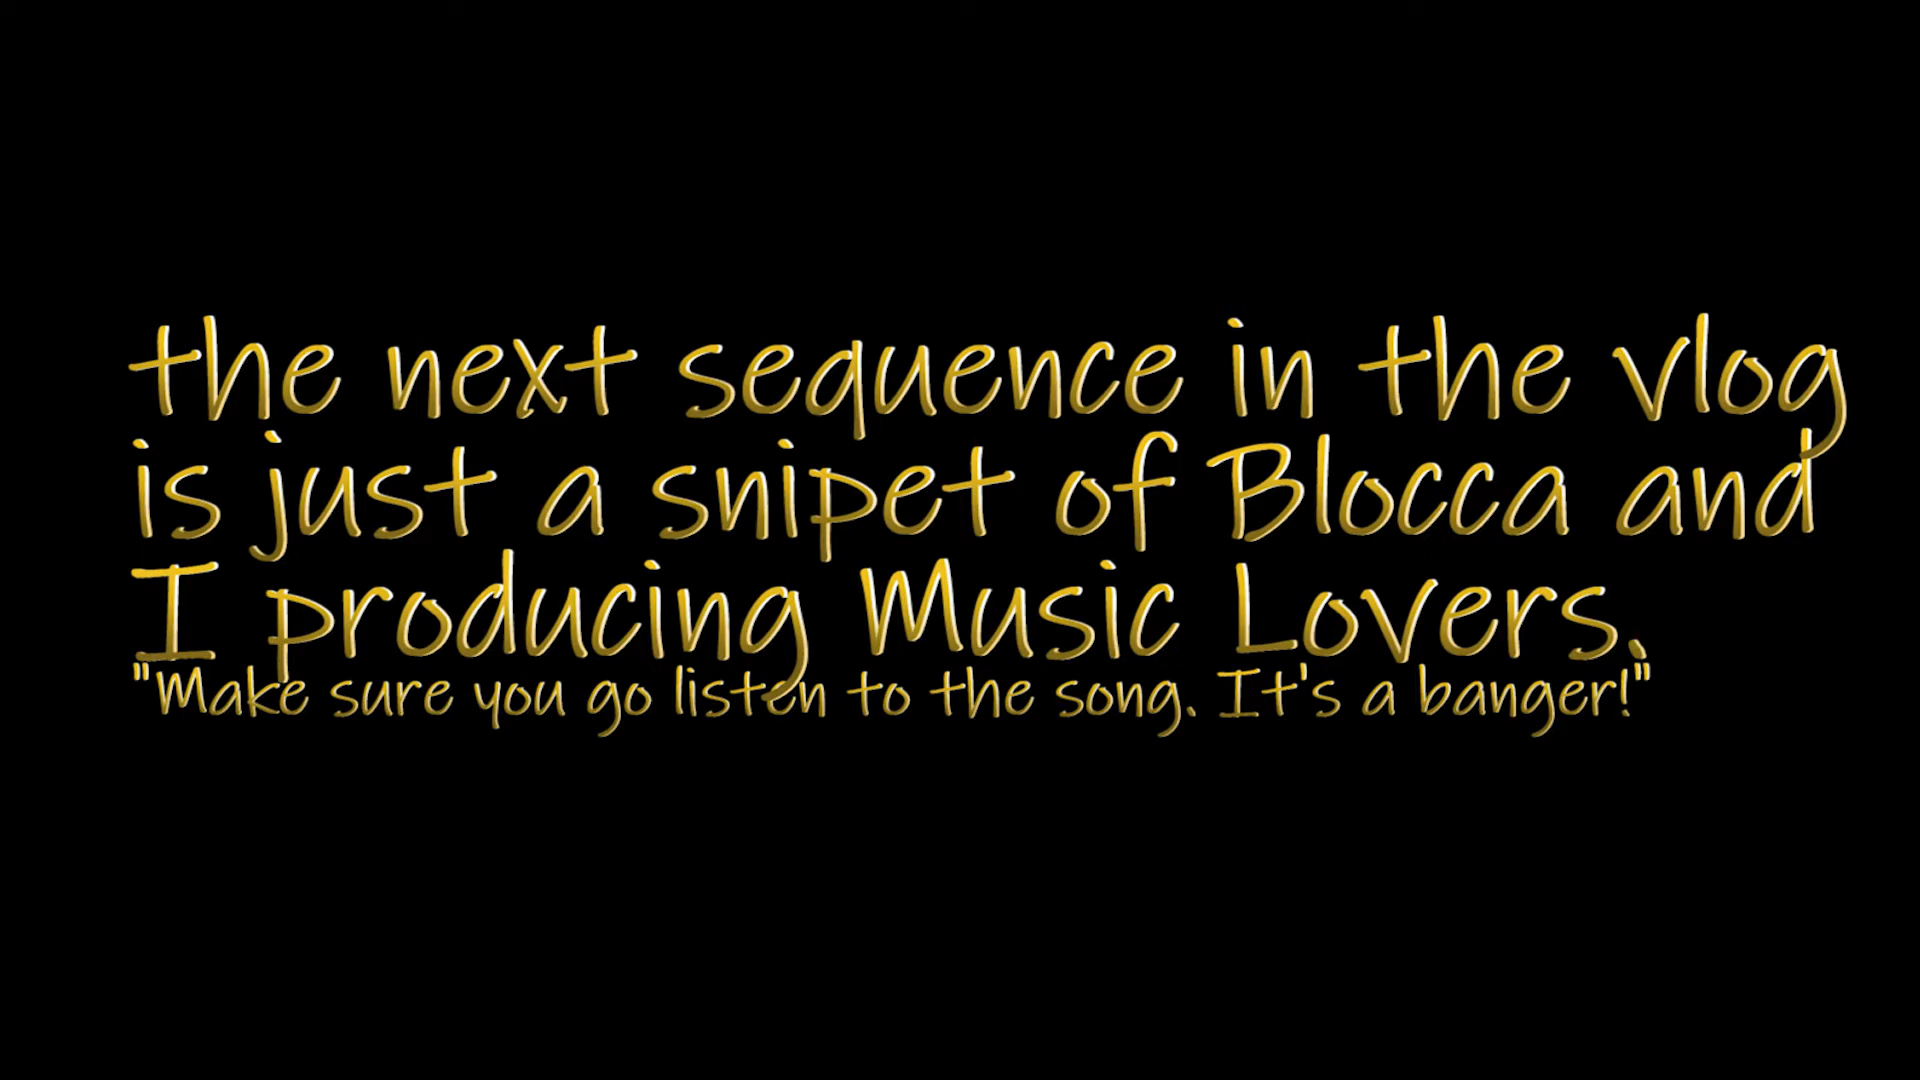 the next sequence in the vlog
is just a snipet of Blocca and
I producing Music Lovers.
"Make sure you go listen to the song. It's a banger!"